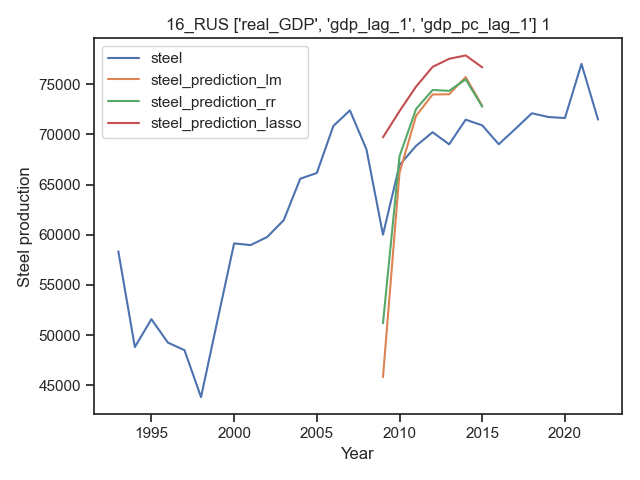 16_RUS ['real_GDP', 'gdp_lag_1', 'gdp_pc_lag_1'] 1
steel
steel_prediction_lm
steel_prediction_rr
steel_prediction_lasso
Steel production
75000
70000
65000
60000
55000
50000
45000
1995
2000
2005
2010
2015
2020
Year